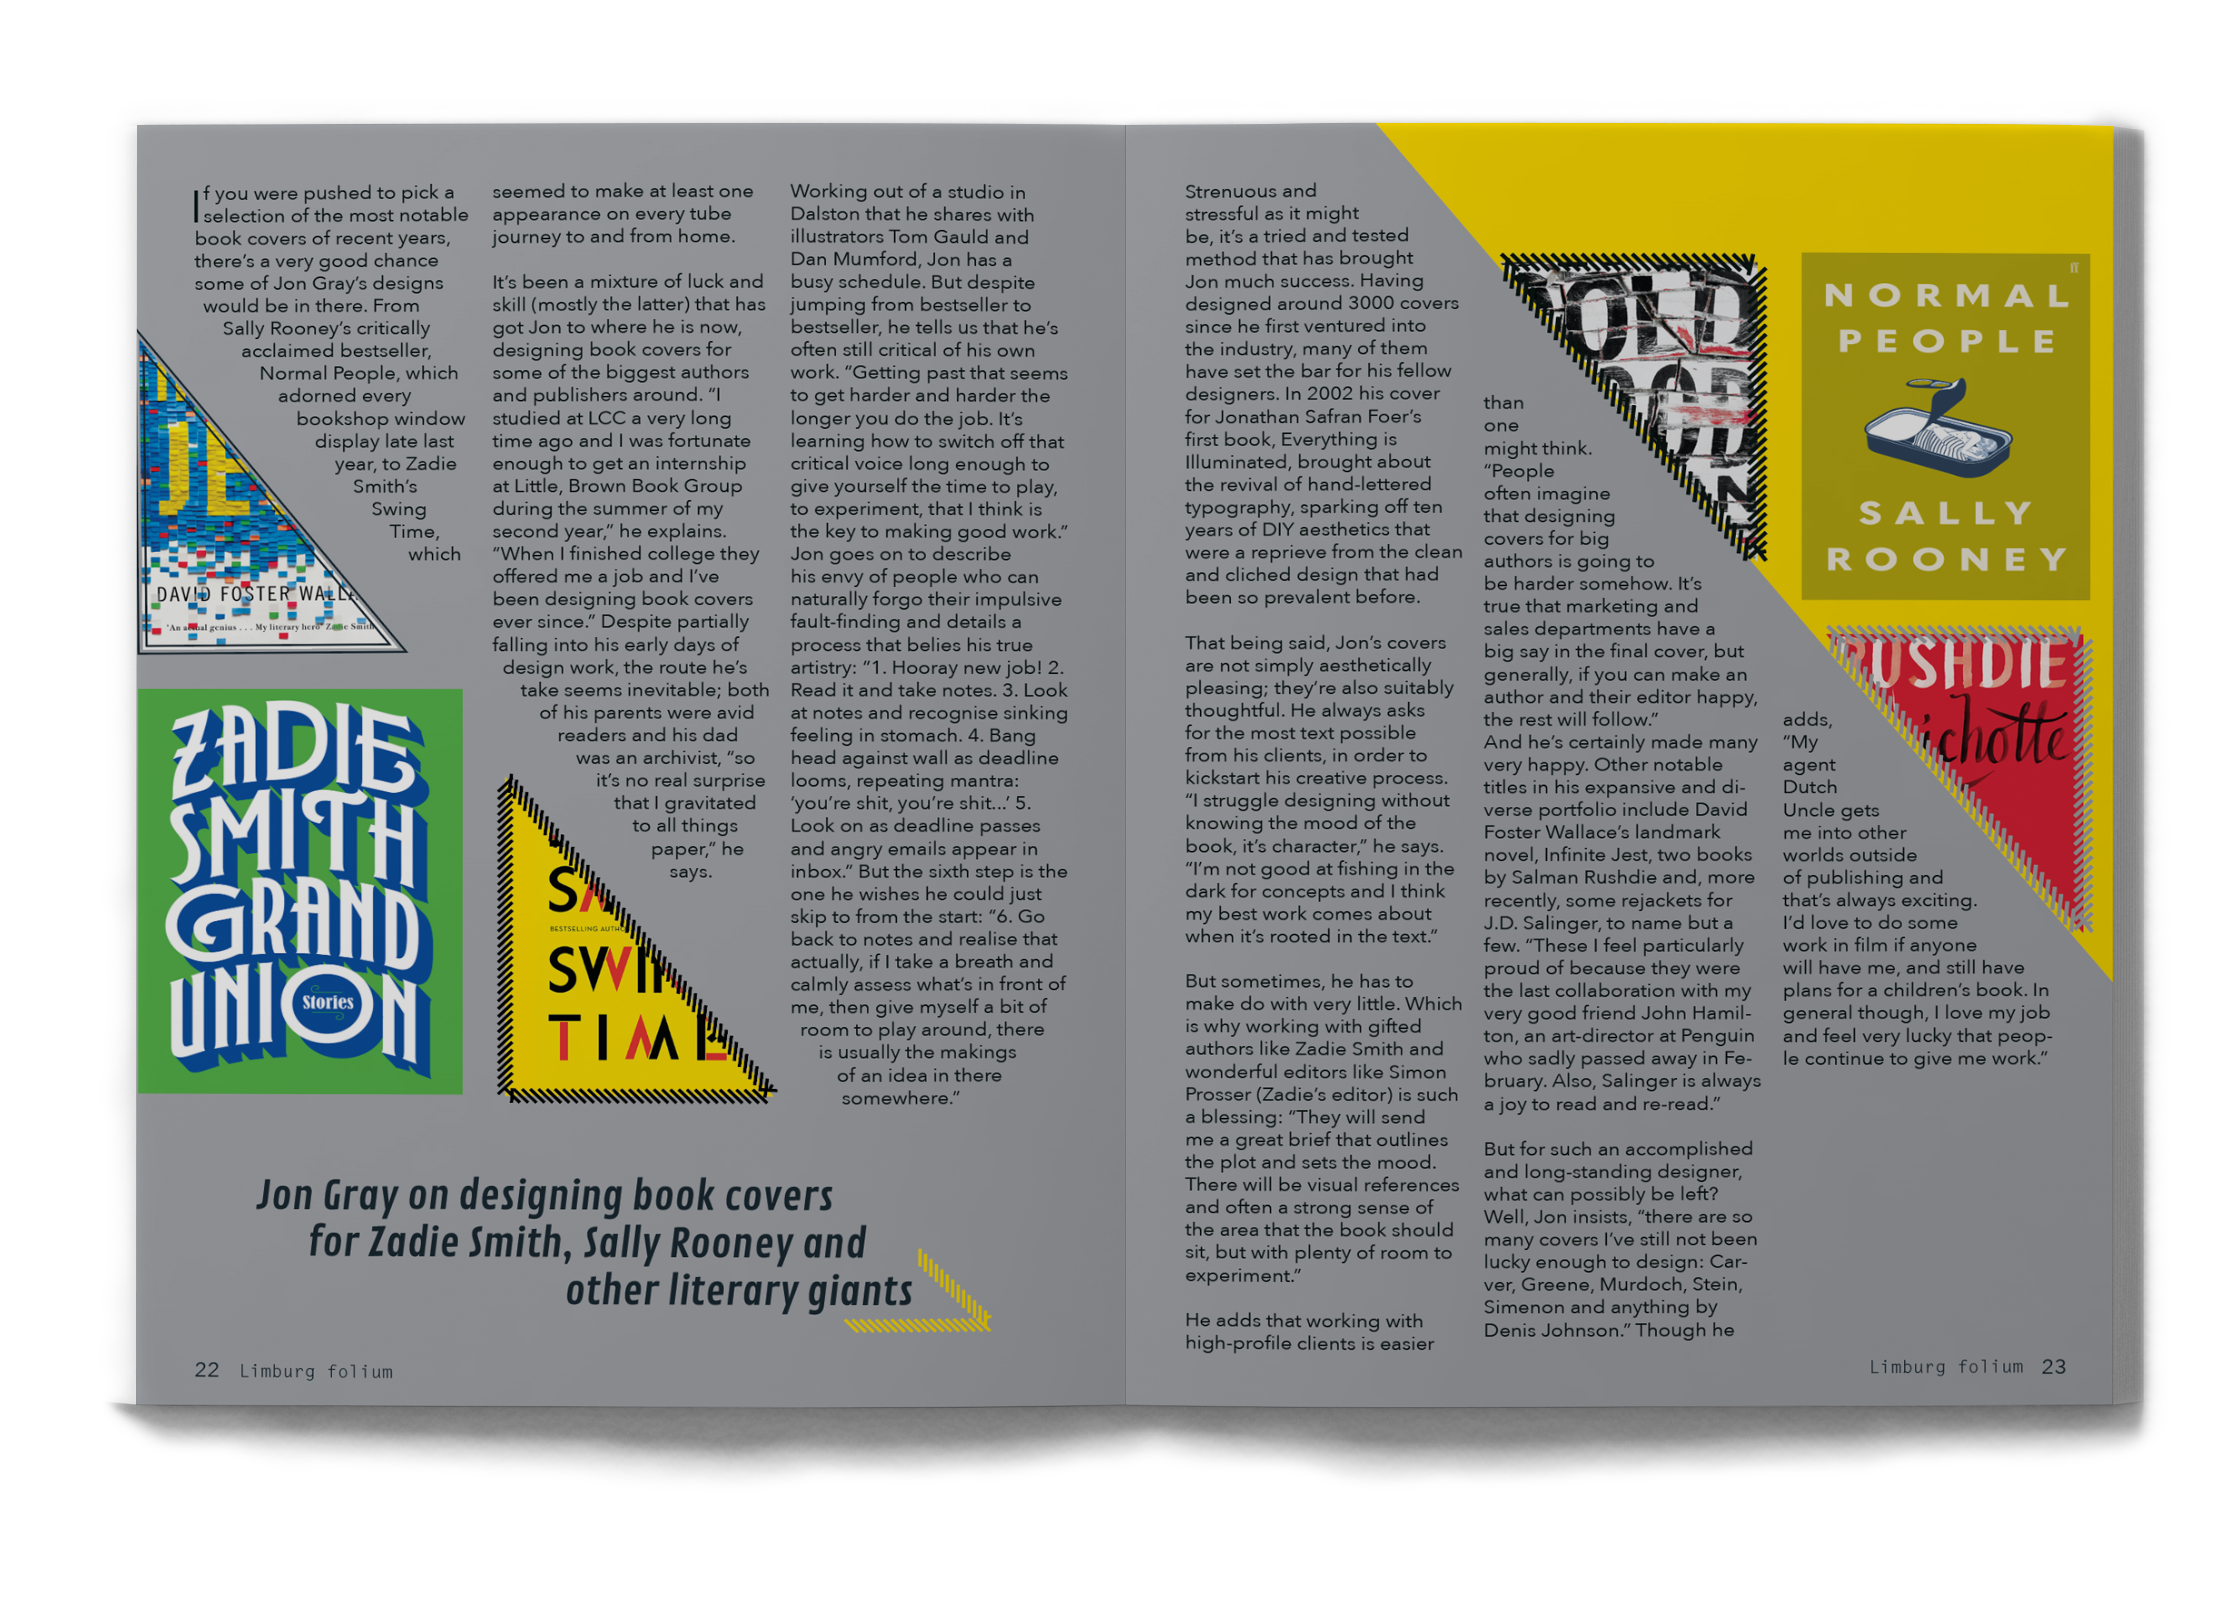 If you were pushed to pick a
selection of the most notable
book covers of recent years,
there's a very good chance
some of Jon Gray's designs
would be in there. From
Sally Rooney's critically
acclaimed bestseller,
Normal People, which
adorned every
bookshop window
display late last
year, to Zadie
Smith's
Swing
Time,
which
DAVID FOSTER WALLA
'An actual genius . . . My literary hero' Zadie Smith
ZADIE
SMITH
GRAND
UNION
Stories
seemed to make at least one
appearance on every tube
journey to and from home.
It's been a mixture of luck and
skill (mostly the latter) that has
got Jon to where he is now,
designing book covers for
some of the biggest authors
and publishers around. “I
studied at LCC a very long
time ago and I was fortunate
enough to get an internship
at Little, Brown Book Group
during the summer of my
second year,” he explains.
“When I finished college they
offered me a job and I've
been designing book covers
ever since.” Despite partially
falling into his early days of
design work, the route he's
take seems inevitable; both
of his parents were avid
readers and his dad
was an archivist, “so
it's no real surprise
that I gravitated
to all things
paper,” he
says.
SA
BESTSELLING AUTH
SWIN
TIME
Working out of a studio in
Dalston that he shares with
illustrators Tom Gauld and
Dan Mumford, Jon has a
busy schedule. But despite
jumping from bestseller to
bestseller, he tells us that he's
often still critical of his own
work. “Getting past that seems
to get harder and harder the
longer you do the job. It's
learning how to switch off that
critical voice long enough to
give yourself the time to play,
to experiment, that I think is
the key to making good work.”
Jon goes on to describe
his envy of people who can
naturally forgo their impulsive
fault-finding and details a
process that belies his true
artistry: “1. Hooray new job! 2.
Read it and take notes. 3. Look
at notes and recognise sinking
feeling in stomach. 4. Bang
head against wall as deadline
looms, repeating mantra:
‘you're shit, you're shit...’ 5.
Look on as deadline passes
and angry emails appear in
inbox.” But the sixth step is the
one he wishes he could just
skip to from the start: “6. Go
back to notes and realise that
actually, if I take a breath and
calmly assess what's in front of
me, then give myself a bit of
room to play around, there
is usually the makings
of an idea in there
somewhere.”
Jon Gray on designing book covers
for Zadie Smith, Sally Rooney and
other literary giants
22 Limburg folium
Strenuous and
stressful as it might
be, it's a tried and tested
method that has brought
Jon much success. Having
designed around 3000 covers
since he first ventured into
the industry, many of them
have set the bar for his fellow
designers. In 2002 his cover
for Jonathan Safran Foer's
first book, Everything is
Illuminated, brought about
the revival of hand-lettered
typography, sparking off ten
years of DIY aesthetics that
were a reprieve from the clean
and cliched design that had
been so prevalent before.
That being said, Jon's covers
are not simply aesthetically
pleasing; they're also suitably
thoughtful. He always asks
for the most text possible
from his clients, in order to
kickstart his creative process.
“I struggle designing without
knowing the mood of the
book, it's character,” he says.
“I'm not good at fishing in the
dark for concepts and I think
my best work comes about
when it's rooted in the text.”
But sometimes, he has to
make do with very little. Which
is why working with gifted
authors like Zadie Smith and
wonderful editors like Simon
Prosser (Zadie's editor) is such
a blessing: “They will send
me a great brief that outlines
the plot and sets the mood.
There will be visual references
and often a strong sense of
the area that the book should
sit, but with plenty of room to
experiment.”
He adds that working with
high-profile clients is easier
than
one
might think.
“People
often imagine
that designing
covers for big
authors is going to
be harder somehow. It's
true that marketing and
sales departments have a
big say in the final cover, but
generally, if you can make an
author and their editor happy,
the rest will follow.”
And he's certainly made many
very happy. Other notable
titles in his expansive and di-
verse portfolio include David
Foster Wallace's landmark
novel, Infinite Jest, two books
by Salman Rushdie and, more
recently, some rejackets for
J.D. Salinger, to name but a
few. “These I feel particularly
proud of because they were
the last collaboration with my
very good friend John Hamil-
ton, an art-director at Penguin
who sadly passed away in Fe-
bruary. Also, Salinger is always
a joy to read and re-read.”
But for such an accomplished
and long-standing designer,
what can possibly be left?
Well, Jon insists, “there are so
many covers I've still not been
lucky enough to design: Car-
ver, Greene, Murdoch, Stein,
Simenon and anything by
Denis Johnson.” Though he
NORMAL
PEOPLE
SALLY
ROONEY
RUSHDIE
ichotte
adds,
“My
agent
Dutch
Uncle gets
me into other
worlds outside
of publishing and
that's always exciting.
I'd love to do some
work in film if anyone
will have me, and still have
plans for a children's book. In
general though, I love my job
and feel very lucky that peop-
le continue to give me work.”
Limburg folium 23